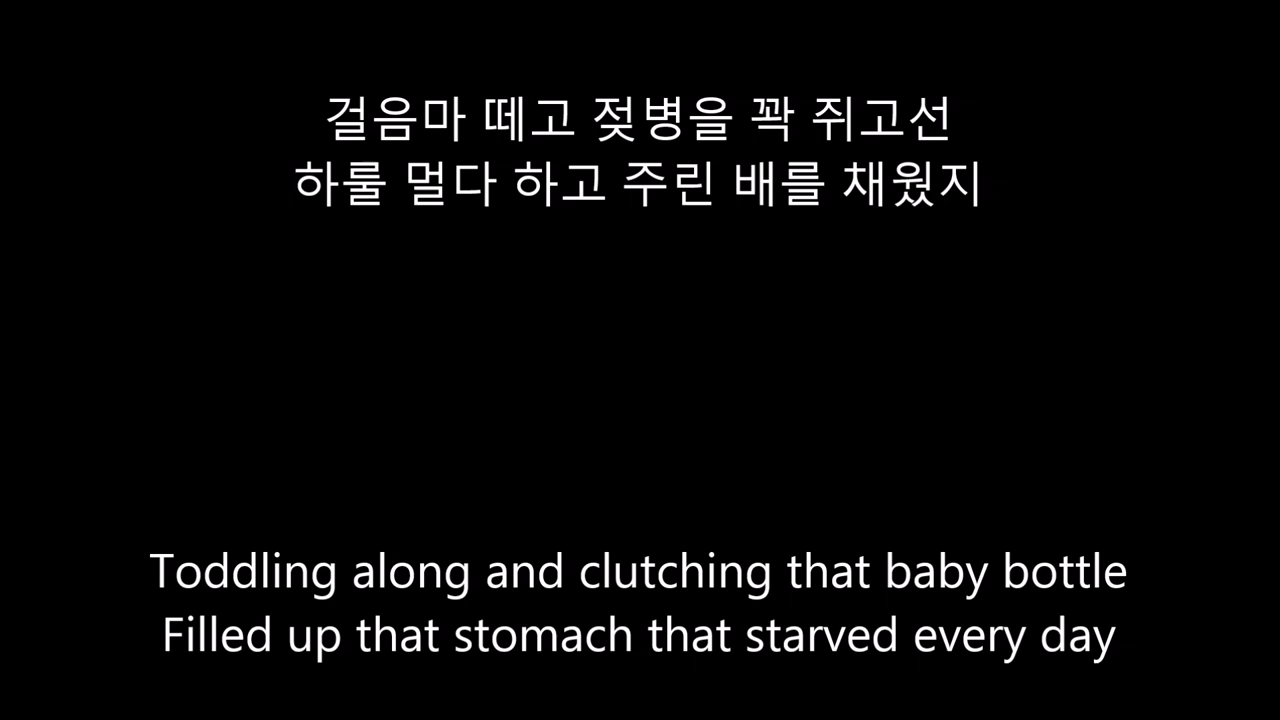 걸음마 떼고 젖병을 꽉 쥐고선
하룰 멀다 하고 주린 배를 채웠지
Toddling along and clutching that baby bottle
Filled up that stomach that starved every day